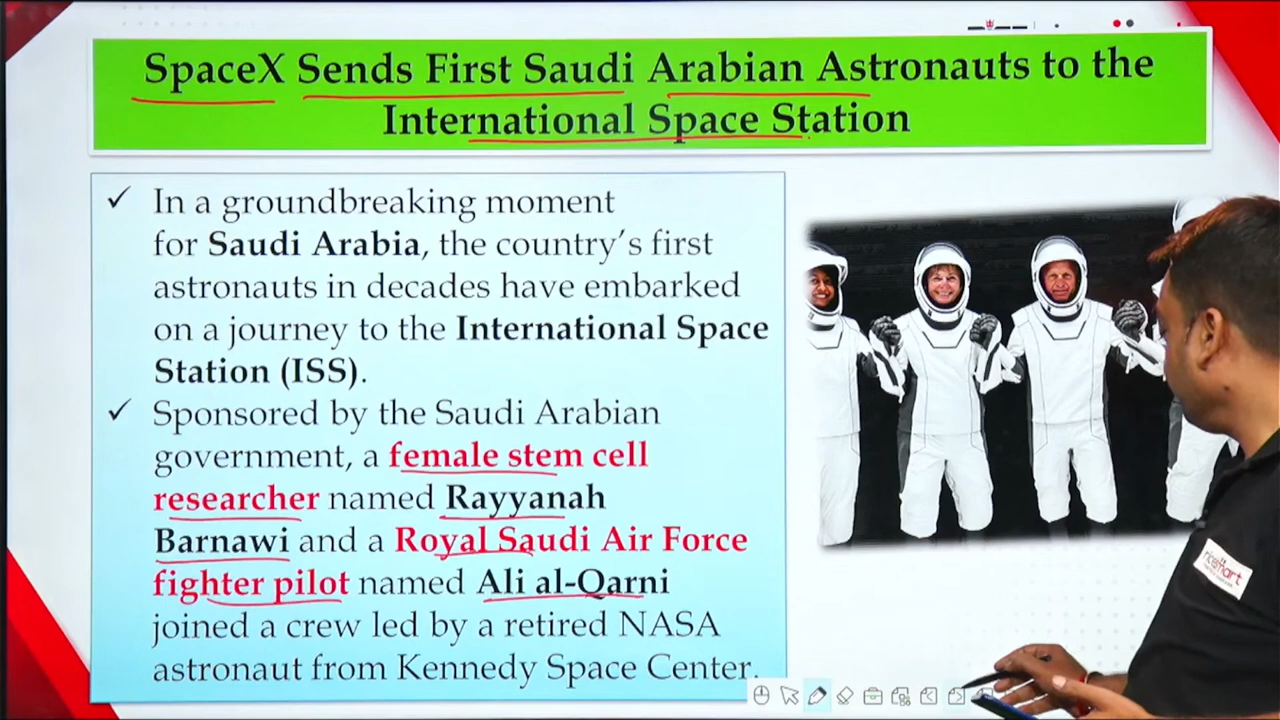 SpaceX Sends First Saudi Arabian Astronauts to the
International Space Station
✓ In a groundbreaking moment
for Saudi Arabia, the country's first
astronauts in decades have embarked
on a journey to the International Space
Station (ISS).
✓ Sponsored by the Saudi Arabian
government, a female stem cell
researcher named Rayyanah
Barnawi and a Royal Saudi Air Force
fighter pilot named Ali al-Qarni
joined a crew led by a retired NASA
astronaut from Kennedy Space Center.